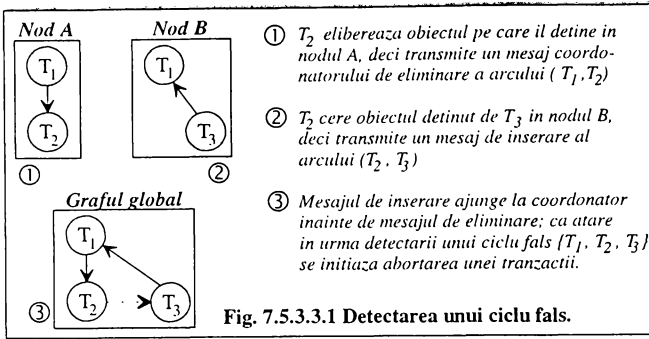 Nod A
Nod B
T1
T2
①
T1
T3
②
Graful global
T1
T2
T3
③
① T2 elibereaza obiectul pe care il detine in
nodul A, deci transmite un mesaj coordo-
natorului de eliminare a arcului ( T1 ,T2)
② T2 cere obiectul detinut de T3 in nodul B,
deci transmite un mesaj de inserare al
arcului (T2 , T3)
③ Mesajul de inserare ajunge la coordonator
inainte de mesajul de eliminare; ca atare
in urma detectarii unui ciclu fals {T1, T2, T3}
se initiaza abortarea unei tranzactii.
Fig. 7.5.3.3.1 Detectarea unui ciclu fals.